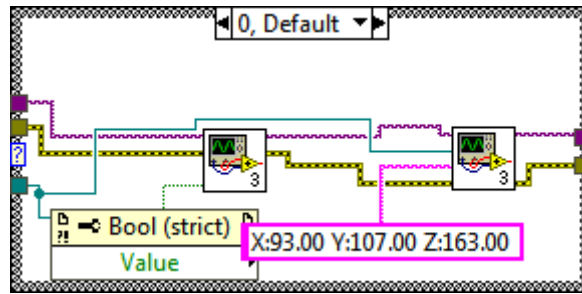 0, Default
?
3
3
?!
Bool (strict)
Value
X:93.00 Y:107.00 Z:163.00